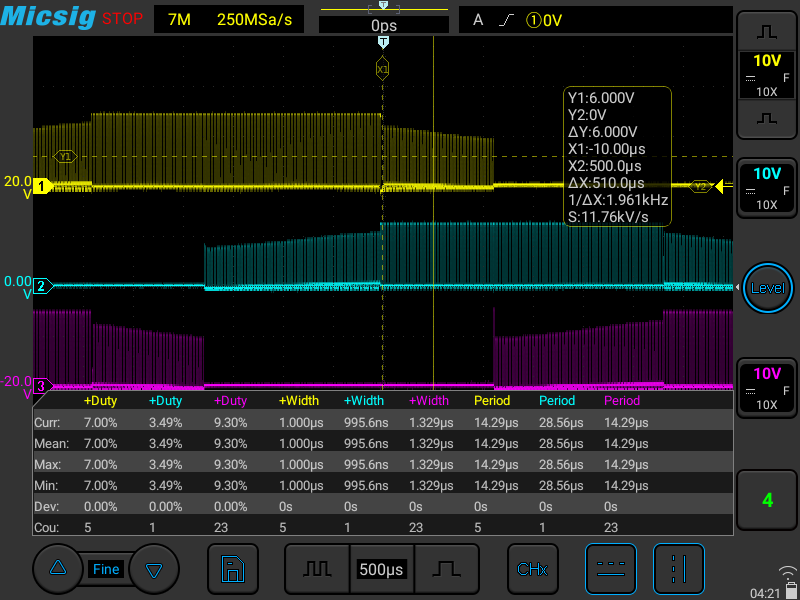 Micsig STOP 7M 250MSa/s 0ps A ①0V
T
X1
Y1:6.000V
Y2:0V
ΔY:6.000V
X1:-10.00µs
X2:500.0µs
ΔX:510.0µs
1/ΔX:1.961kHz
S:11.76kV/s
10V
F
10X
Y1
20.0
V
1
Y2
10V
F
10X
0.00
V
2
Level
-20.0
V
3
10V
F
10X
+Duty +Duty +Duty +Width +Width +Width Period Period Period
Curr: 7.00% 3.49% 9.30% 1.000µs 995.6ns 1.329µs 14.29µs 28.56µs 14.29µs
Mean: 7.00% 3.49% 9.30% 1.000µs 995.6ns 1.329µs 14.29µs 28.56µs 14.29µs
Max: 7.00% 3.49% 9.30% 1.000µs 995.6ns 1.329µs 14.29µs 28.56µs 14.29µs
Min: 7.00% 3.49% 9.30% 1.000µs 995.6ns 1.329µs 14.29µs 28.56µs 14.29µs
Dev: 0.00% 0.00% 0.00% 0s 0s 0s 0s 0s 0s
Cou: 5 1 23 5 1 23 5 1 23
4
Fine 500µs CHx
04:21